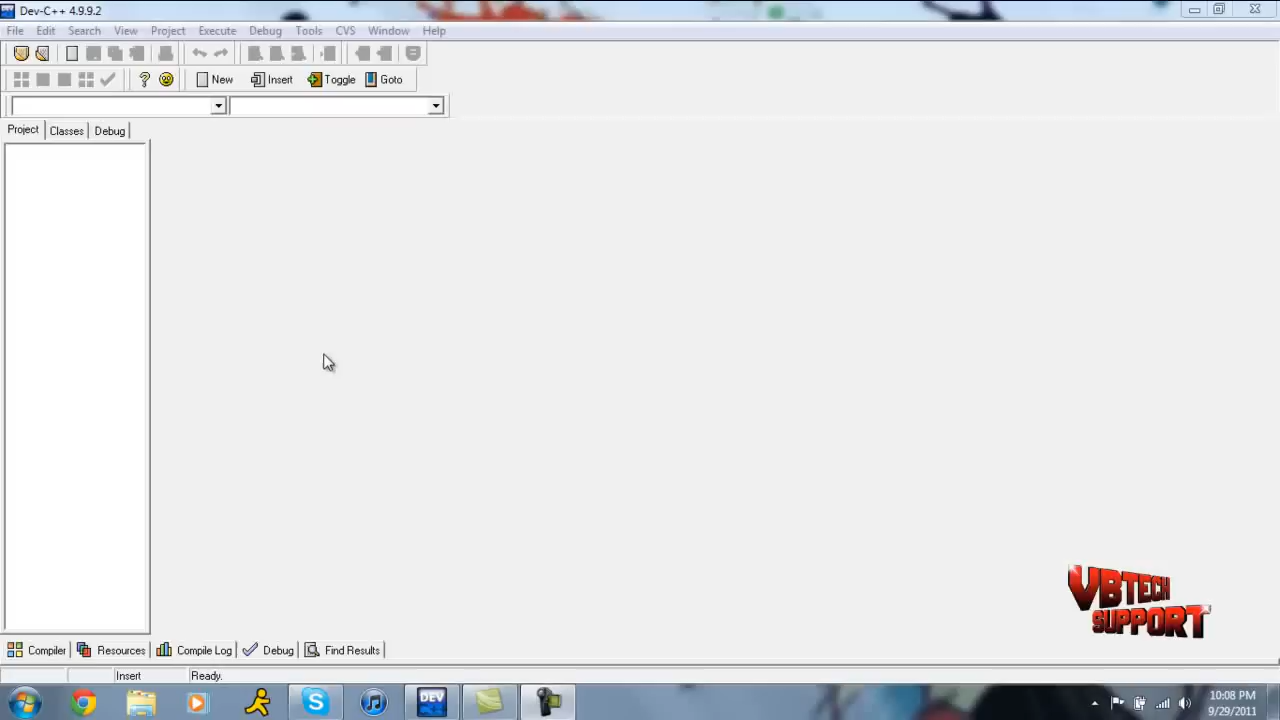 Dev-C++ 4.9.9.2
File Edit Search View Project Execute Debug Tools CVS Window Help
New Insert Toggle Goto
Project Classes Debug
VBTECH
SUPPORT
Compiler Resources Compile Log Debug Find Results
Insert Ready.
DEV
10:08 PM
9/29/2011